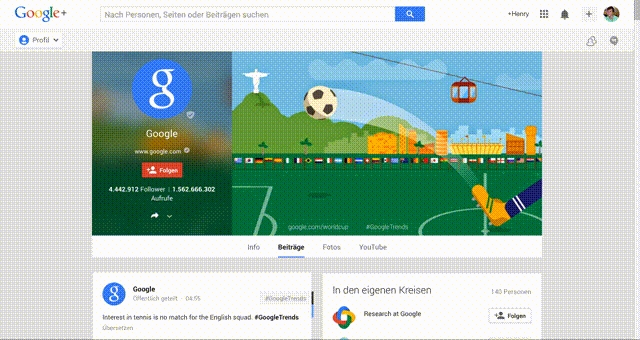 Google+
Nach Personen, Seiten oder Beiträgen suchen
+Henry
Profil
g
Google
www.google.com
Folgen
4.442.912 Follower | 1.562.666.302
Aufrufe
google.com/worldcup #GoogleTrends
Info Beiträge Fotos YouTube
g
Google
Öffentlich geteilt - 04:55
#GoogleTrends
Interest in tennis is no match for the English squad. #GoogleTrends
Übersetzen
In den eigenen Kreisen
140 Personen
Research at Google
Folgen